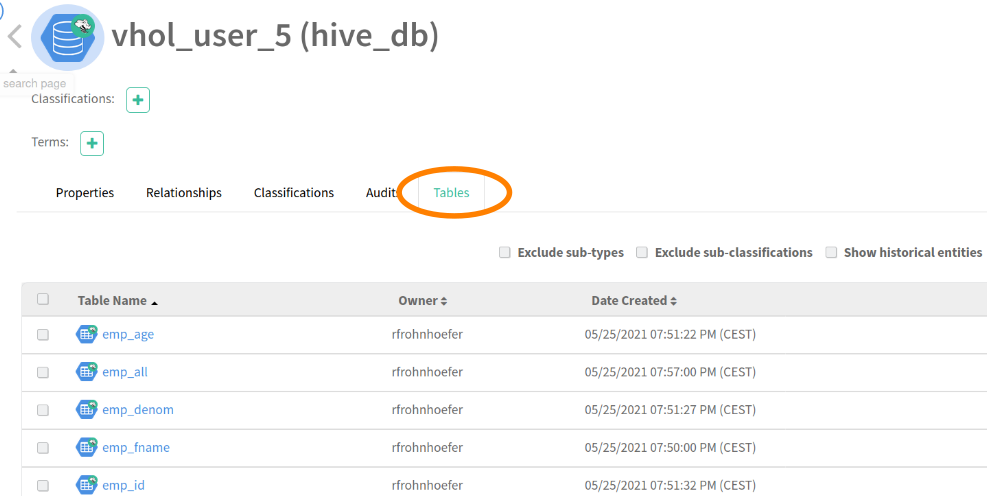 vhol_user_5 (hive_db)
search page
Classifications:
Terms:
Properties Relationships Classifications Audits Tables
Exclude sub-types Exclude sub-classifications Show historical entities
Table Name Owner Date Created
emp_age rfrohnhoefer 05/25/2021 07:51:22 PM (CEST)
emp_all rfrohnhoefer 05/25/2021 07:57:00 PM (CEST)
emp_denom rfrohnhoefer 05/25/2021 07:51:27 PM (CEST)
emp_fname rfrohnhoefer 05/25/2021 07:50:00 PM (CEST)
emp_id rfrohnhoefer 05/25/2021 07:51:32 PM (CEST)